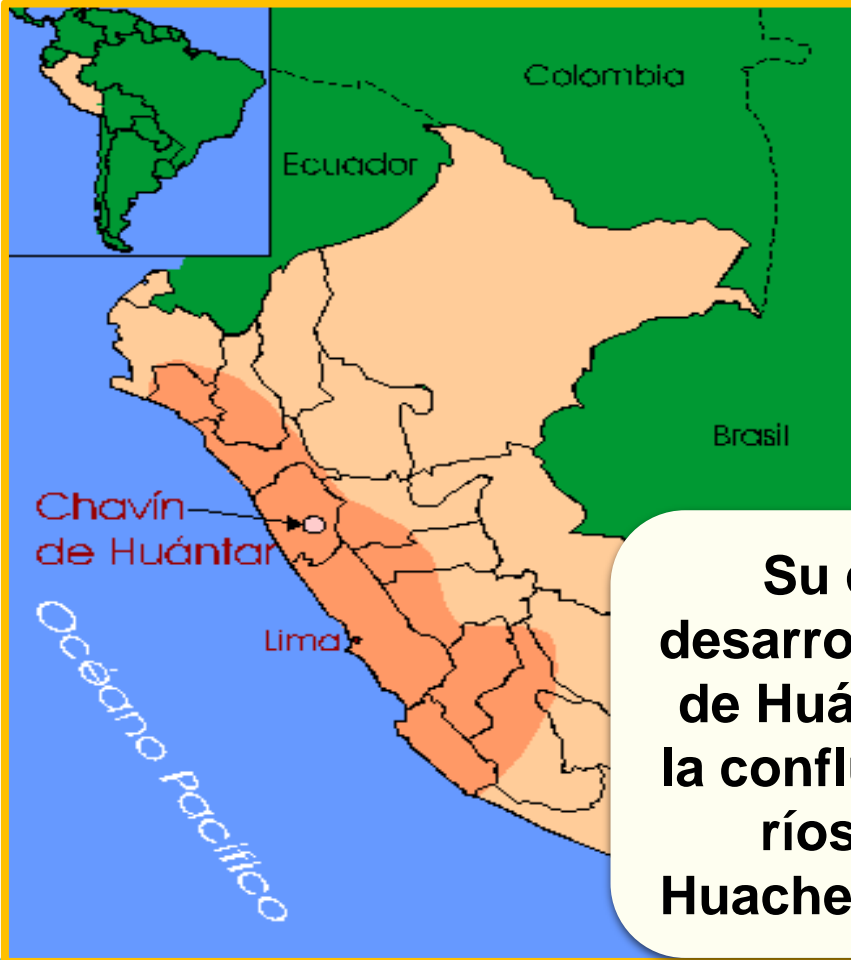 Colombia
Ecuador
Brasil
Chavín
de Huántar
Lima
Océano Pacífico
Su
desarro
de Huá
la conflu
ríos
Huache